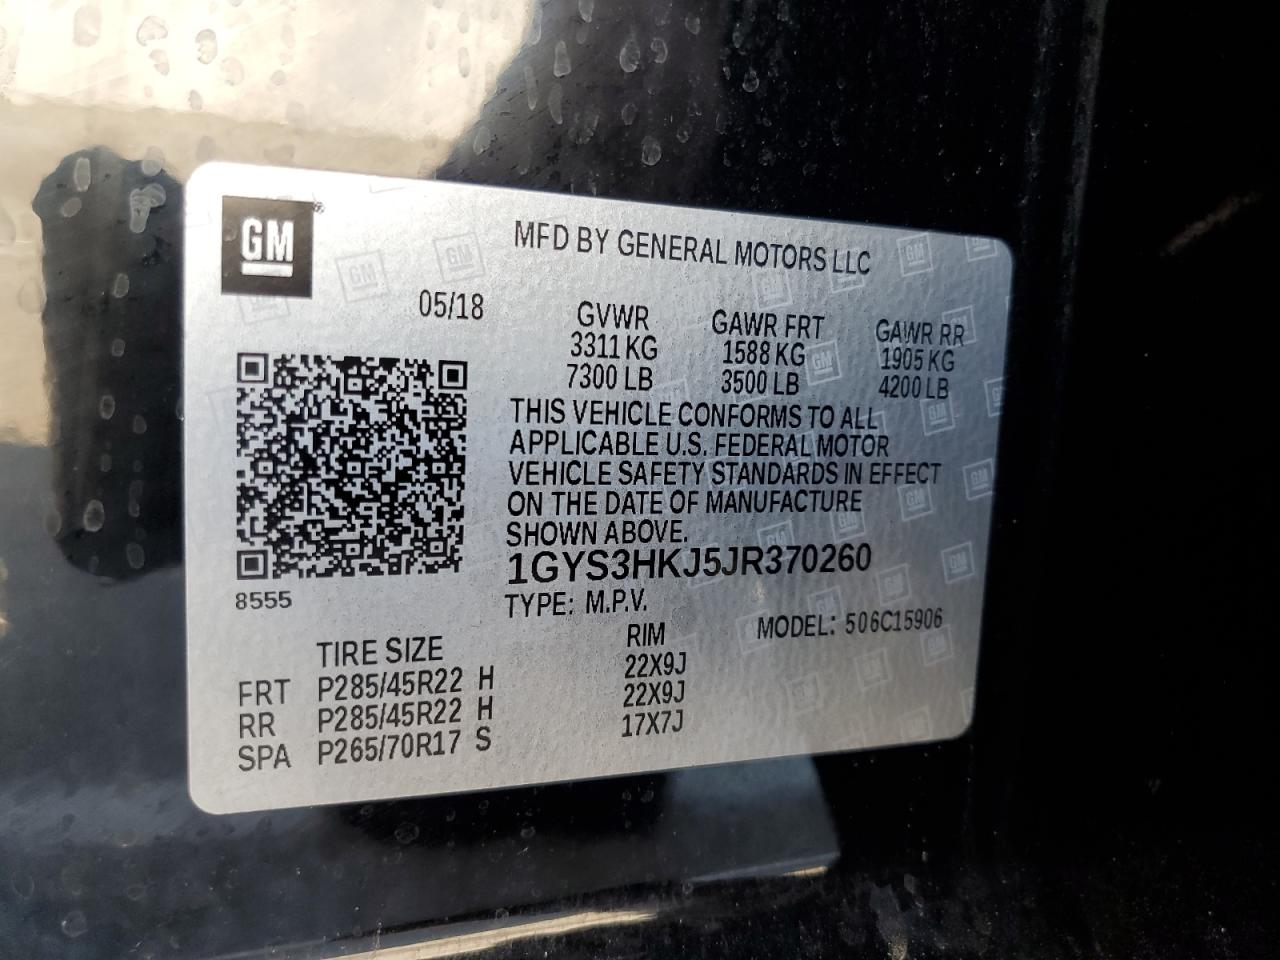 GM
MFD BY GENERAL MOTORS LLC
05/18
GVWR GAWR FRT GAWR RR
3311 KG 1588 KG 1905 KG
7300 LB 3500 LB 4200 LB
THIS VEHICLE CONFORMS TO ALL
APPLICABLE U.S. FEDERAL MOTOR
VEHICLE SAFETY STANDARDS IN EFFECT
ON THE DATE OF MANUFACTURE
SHOWN ABOVE.
1GYS3HKJ5JR370260
8555
TYPE: M.P.V. MODEL: 506C15906
TIRE SIZE RIM
FRT P285/45R22 H 22X9J
RR P285/45R22 H 22X9J
SPA P265/70R17 S 17X7J